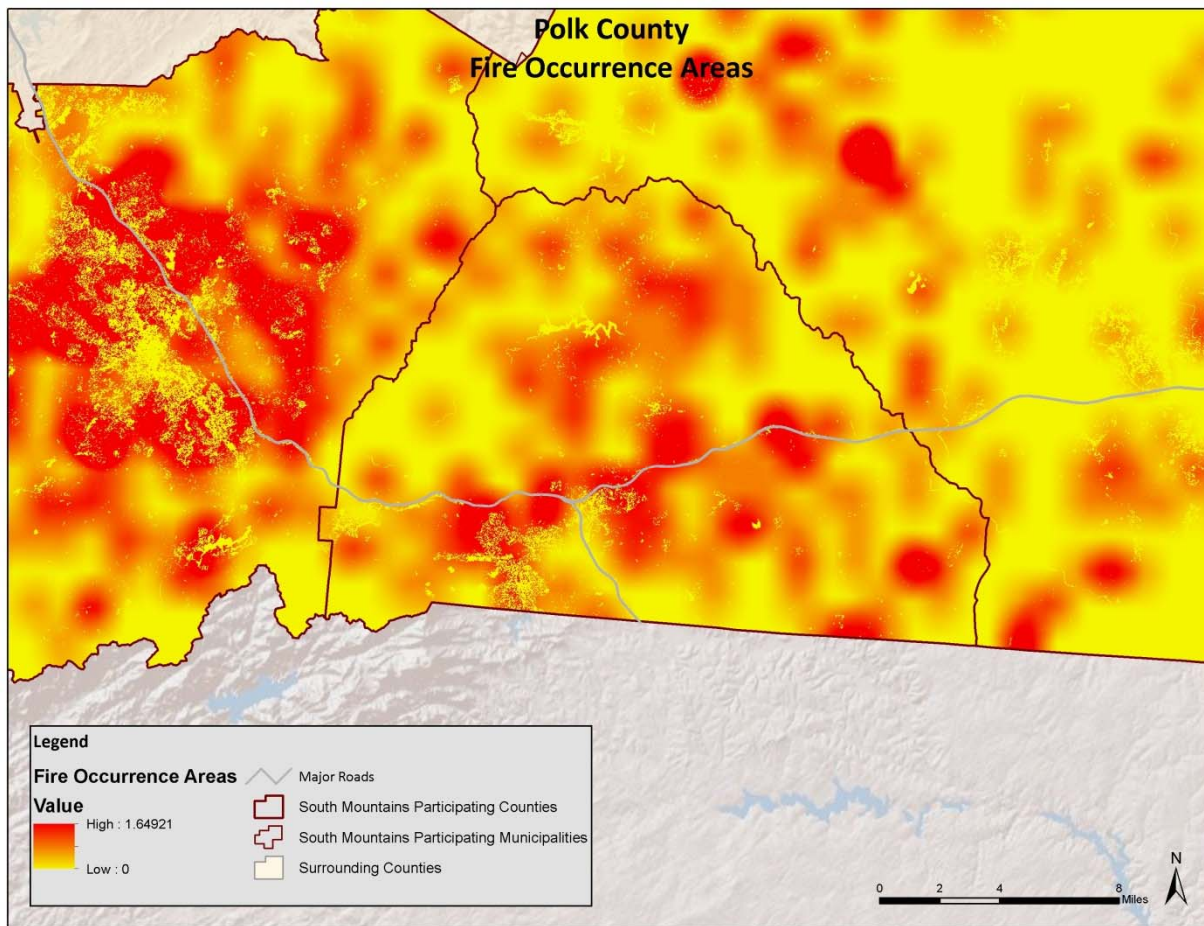 Polk County
Fire Occurrence Areas
Legend
Fire Occurrence Areas
Value
High : 1.64921
Low : 0
Major Roads
South Mountains Participating Counties
South Mountains Participating Municipalities
Surrounding Counties
N
0 2 4 8
Miles